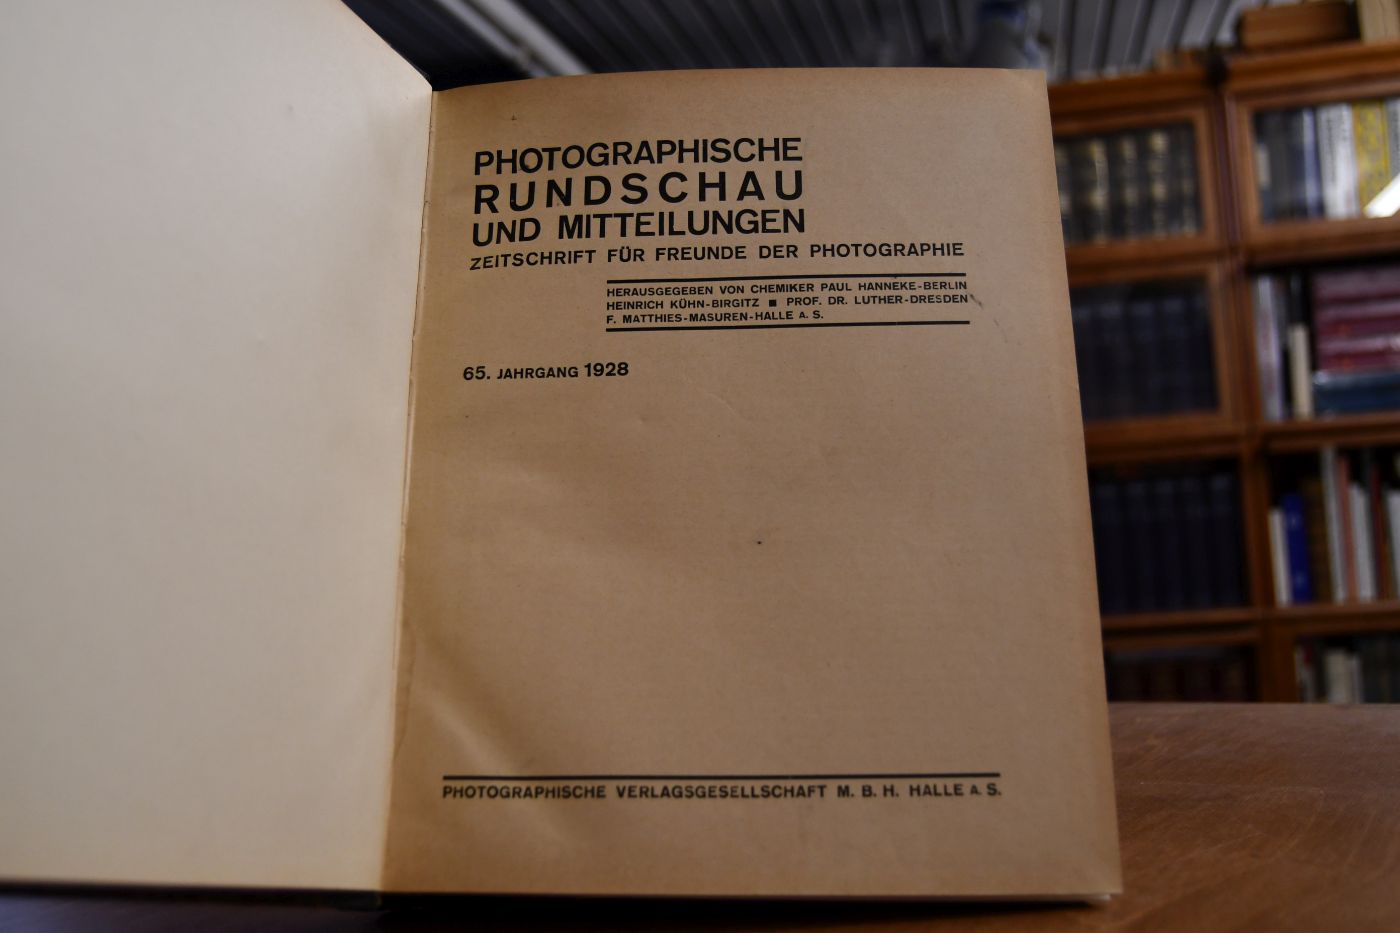 PHOTOGRAPHISCHE
RUNDSCHAU
UND MITTEILUNGEN
ZEITSCHRIFT FÜR FREUNDE DER PHOTOGRAPHIE
HERAUSGEGEBEN VON CHEMIKER PAUL HANNEKE-BERLIN
HEINRICH KÜHN-BIRGITZ ■ PROF. DR. LUTHER-DRESDEN
F. MATTHIES-MASUREN-HALLE A. S.
65. JAHRGANG 1928
PHOTOGRAPHISCHE VERLAGSGESELLSCHAFT M. B. H. HALLE A. S.